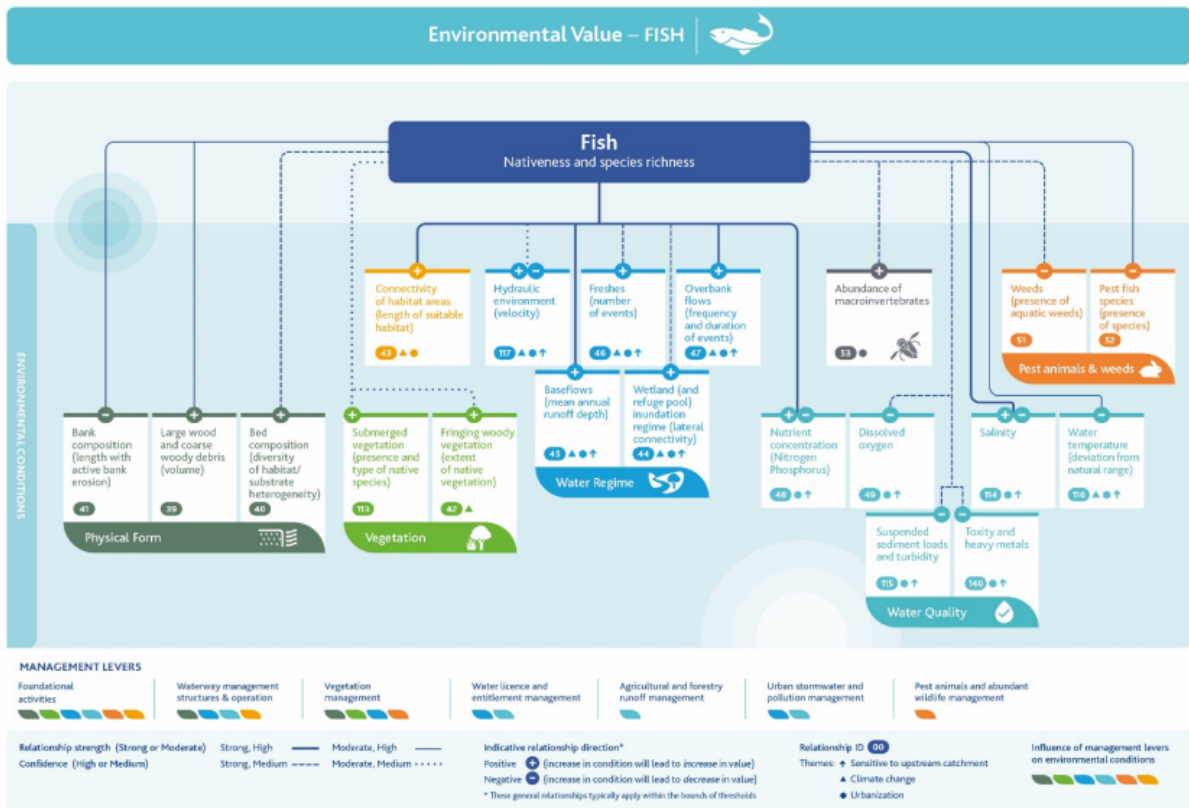 Environmental Value – FISH
Fish
Nativeness and species richness
ENVIRONMENTAL CONDITIONS
Connectivity
of habitat areas
(length of suitable
habitat)
43
Hydraulic
environment
(velocity)
117
Freshes
(number
of events)
46
Overbank
flows
(frequency
and duration
of events)
47
Abundance of
macroinvertebrates
53
Weeds
(presence of
aquatic weeds)
51
Pest fish
species
(presence
of species)
52
Pest animals & weeds
Baseflows
(mean annual
runoff depth)
45
Wetland (and
refuge pool)
inundation
regime (lateral
connectivity)
44
Water Regime
Bank
composition
(length with
active bank
erosion)
41
Large wood
and coarse
woody debris
(volume)
39
Bed
composition
(diversity
of habitat/
substrate
heterogeneity)
40
Physical Form
Submerged
vegetation
(presence and
type of native
species)
113
Fringing woody
vegetation
(extent
of native
vegetation)
42
Vegetation
Nutrient
concentration
(Nitrogen
Phosphorus)
48
Dissolved
oxygen
49
Salinity
114
Water
temperature
(deviation from
natural range)
116
Suspended
sediment loads
and turbidity
115
Toxity and
heavy metals
140
Water Quality
MANAGEMENT LEVERS
Foundational
activities
Waterway management
structures & operation
Vegetation
management
Water licence and
entitlement management
Agricultural and forestry
runoff management
Urban stormwater and
pollution management
Pest animals and abundant
wildlife management
Relationship strength (Strong or Moderate)
Confidence (High or Medium)
Strong, High
Strong, Medium
Moderate, High
Moderate, Medium
Indicative relationship direction*
Positive + (increase in condition will lead to increase in value)
Negative − (increase in condition will lead to decrease in value)
* These general relationships typically apply within the bounds of thresholds
Relationship ID 00
Themes: ↑ Sensitive to upstream catchment
▲ Climate change
● Urbanization
Influence of management levers
on environmental conditions